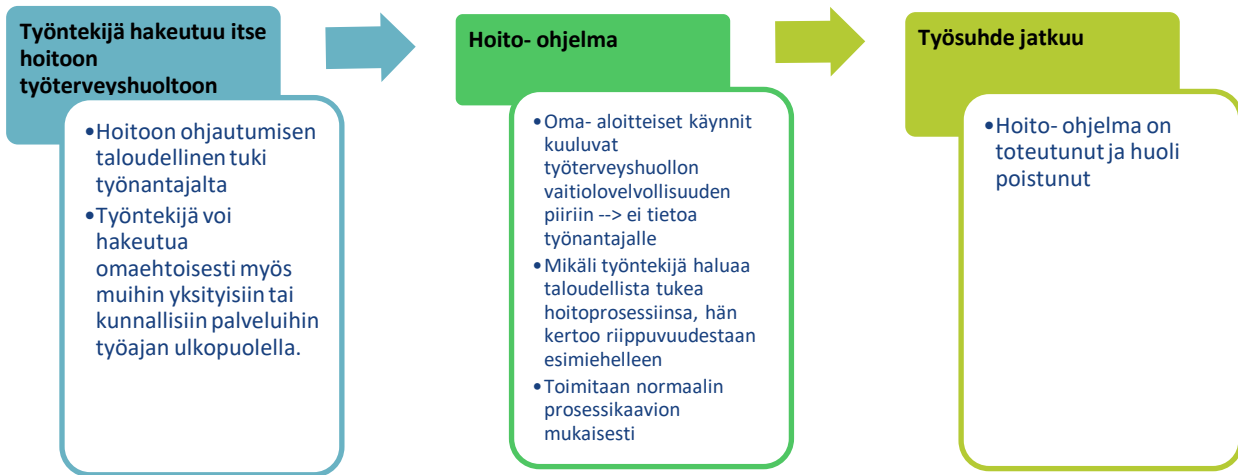 Työntekijä hakeutuu itse
hoitoon
työterveyshuoltoon
•Hoitoon ohjautumisen
taloudellinen tuki
työnantajalta
•Työntekijä voi
hakeutua
omaehtoisesti myös
muihin yksityisiin tai
kunnallisiin palveluihin
työajan ulkopuolella.
Hoito- ohjelma
•Oma- aloitteiset käynnit
kuuluvat
työterveyshuollon
vaitiolovelvollisuuden
piiriin --> ei tietoa
työnantajalle
•Mikäli työntekijä haluaa
taloudellista tukea
hoitoprosessiinsa, hän
kertoo riippuvuudestaan
esimiehelleen
•Toimitaan normaalin
prosessikaavion
mukaisesti
Työsuhde jatkuu
•Hoito- ohjelma on
toteutunut ja huoli
poistunut